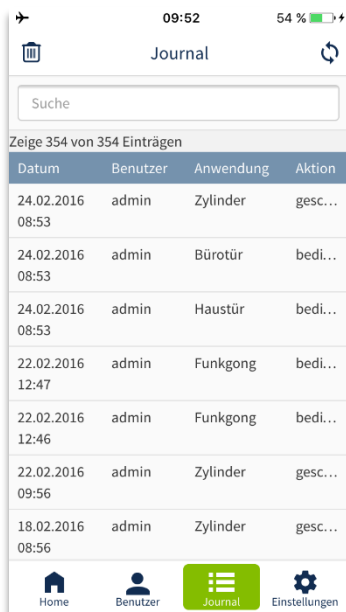 09:52 54 %
Journal
Suche
Zeige 354 von 354 Einträgen
Datum Benutzer Anwendung Aktion
24.02.2016 admin Zylinder gesc...
08:53
24.02.2016 admin Bürotür bedi...
08:53
24.02.2016 admin Haustür bedi...
08:53
22.02.2016 admin Funkgong bedi...
12:47
22.02.2016 admin Funkgong bedi...
12:46
22.02.2016 admin Zylinder gesc...
09:56
18.02.2016 admin Zylinder gesc...
08:56
Home Benutzer Journal Einstellungen